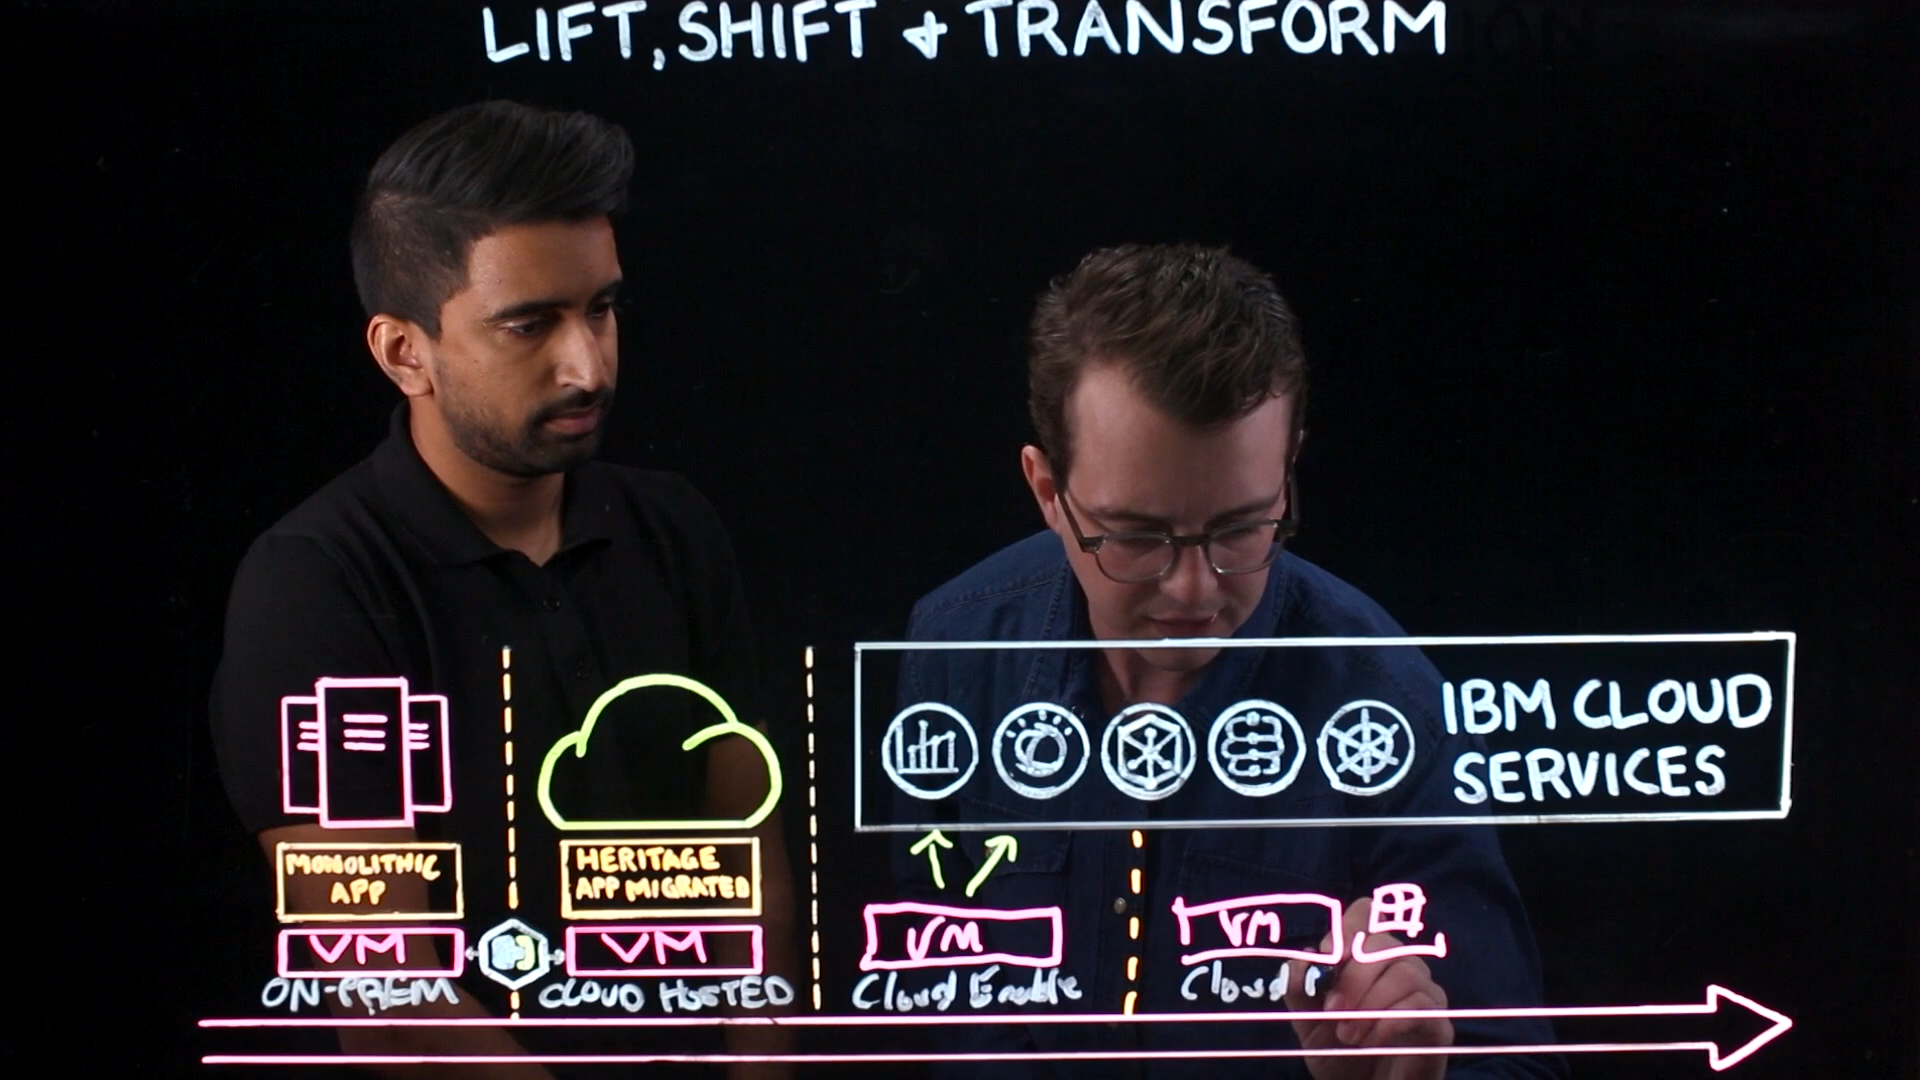 LIFT, SHIFT & TRANSFORM
IBM CLOUD
SERVICES
MONOLITHIC
APP
VM
ON-PREM
HERITAGE
APP MIGRATED
VM
CLOUD HOSTED
VM
Cloud Enable
VM
Cloud